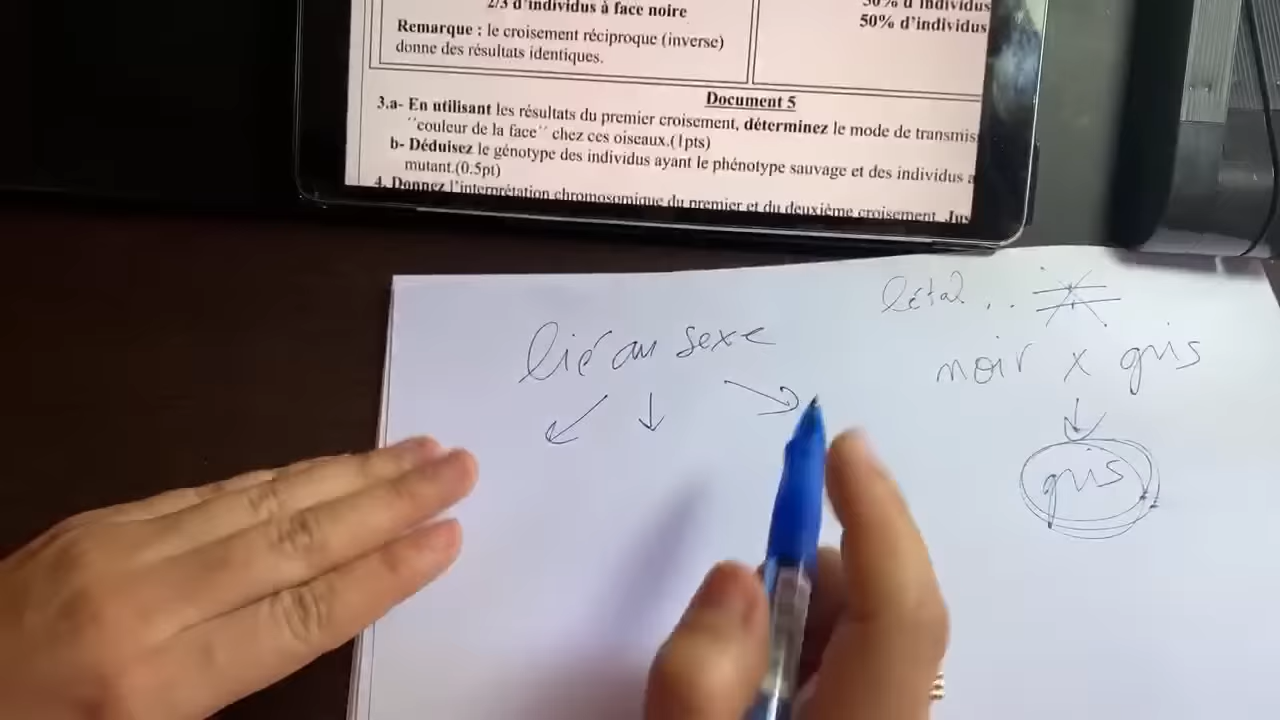 2/3 d'individus à face noire
Remarque : le croisement réciproque (inverse)
donne des résultats identiques.
50% d'individus
50% d'individus
Document 5
3.a- En utilisant les résultats du premier croisement, déterminez le mode de transmis
''couleur de la face'' chez ces oiseaux.(1pts)
b- Déduisez le génotype des individus ayant le phénotype sauvage et des individus a
mutant.(0.5pt)
4. Donnez l'interprétation chromosomique du premier et du deuxième croisement. Jus
létal ..
lié au sexe
noir x gris
gris